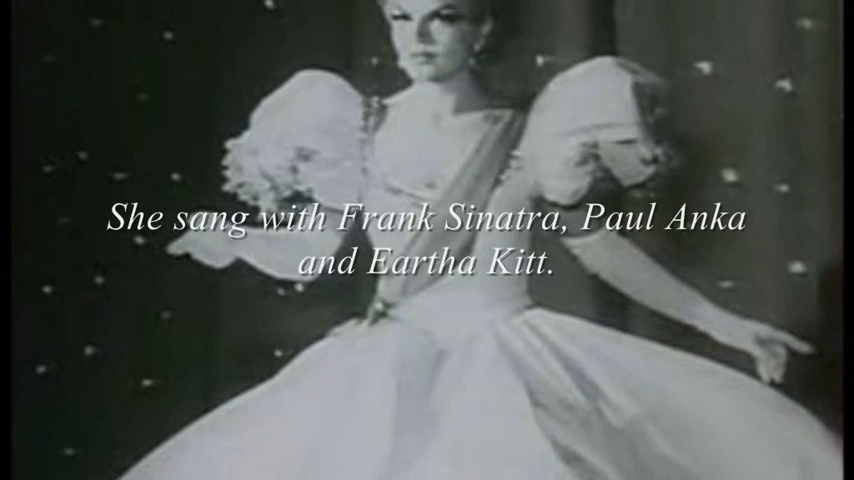 She sang with Frank Sinatra, Paul Anka
and Eartha Kitt.